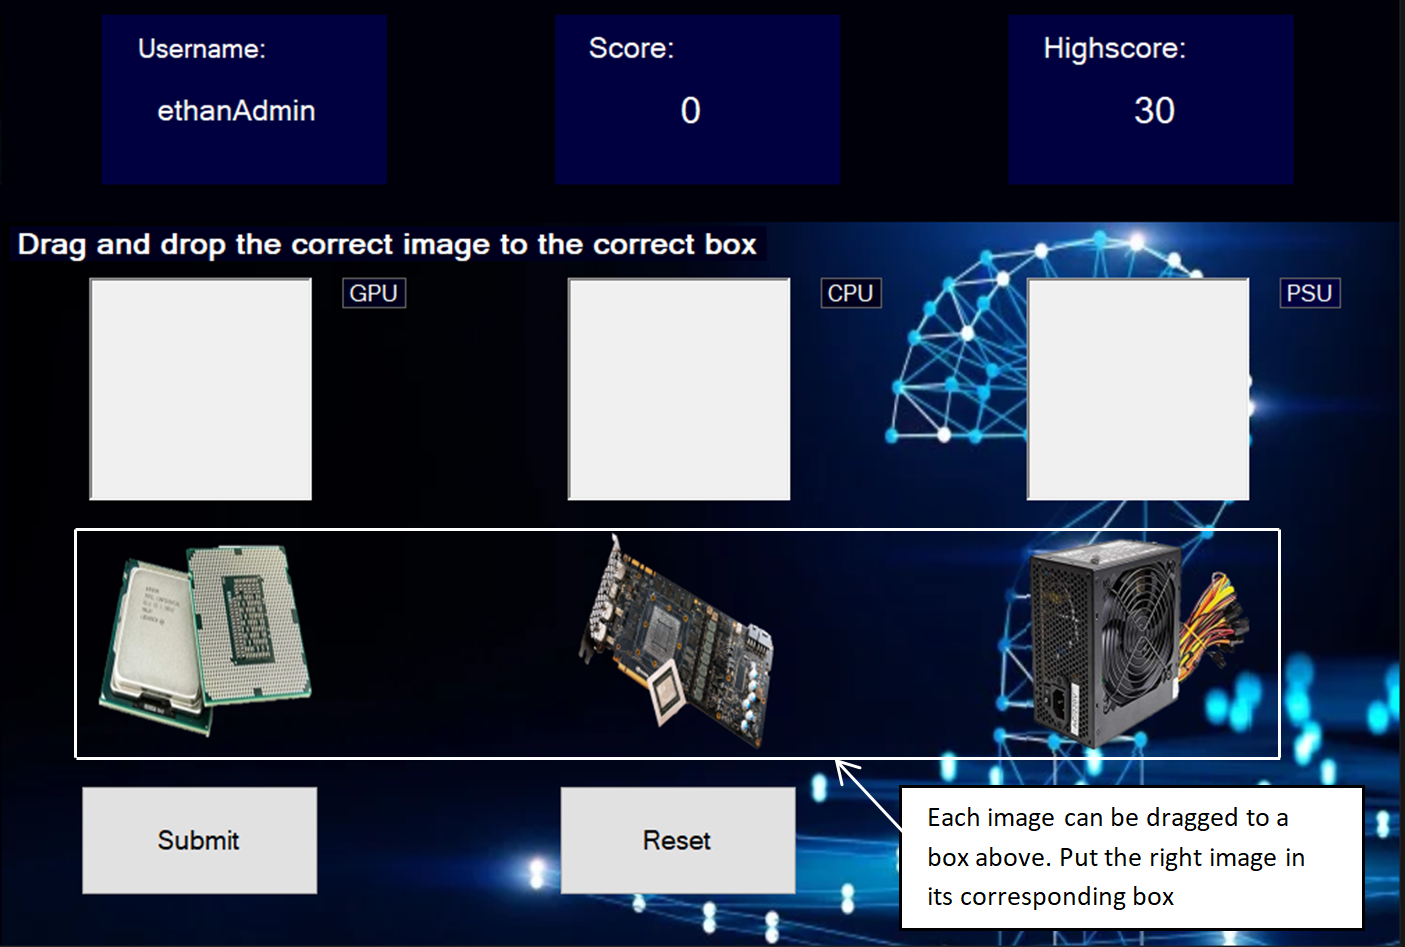 Username:
ethanAdmin
Score:
0
Highscore:
30
Drag and drop the correct image to the correct box
GPU
CPU
PSU
Submit
Reset
Each image can be dragged to a
box above. Put the right image in
its corresponding box